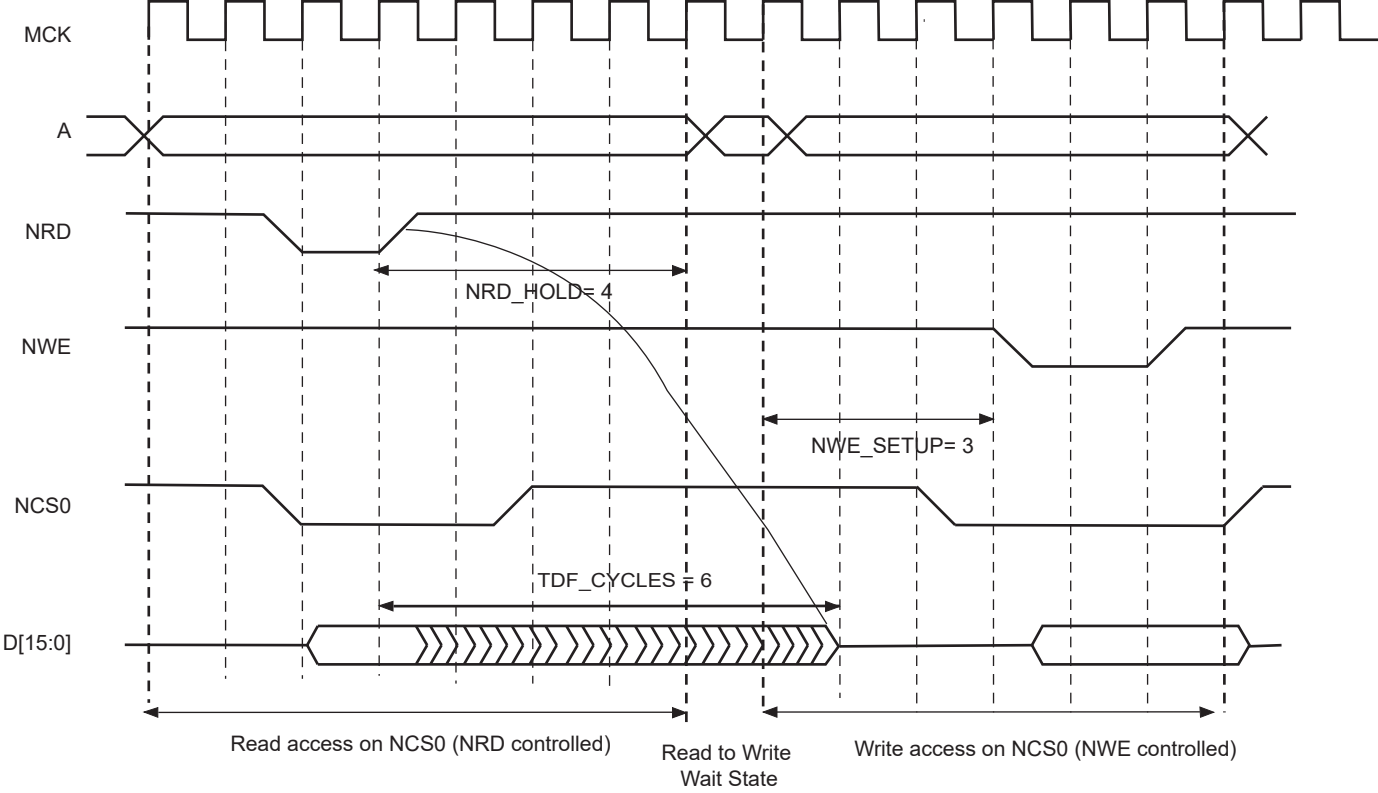 MCK
A
NRD
NRD_HOLD= 4
NWE
NWE_SETUP= 3
NCS0
TDF_CYCLES = 6
D[15:0]
Read access on NCS0 (NRD controlled)
Read to Write
Wait State
Write access on NCS0 (NWE controlled)